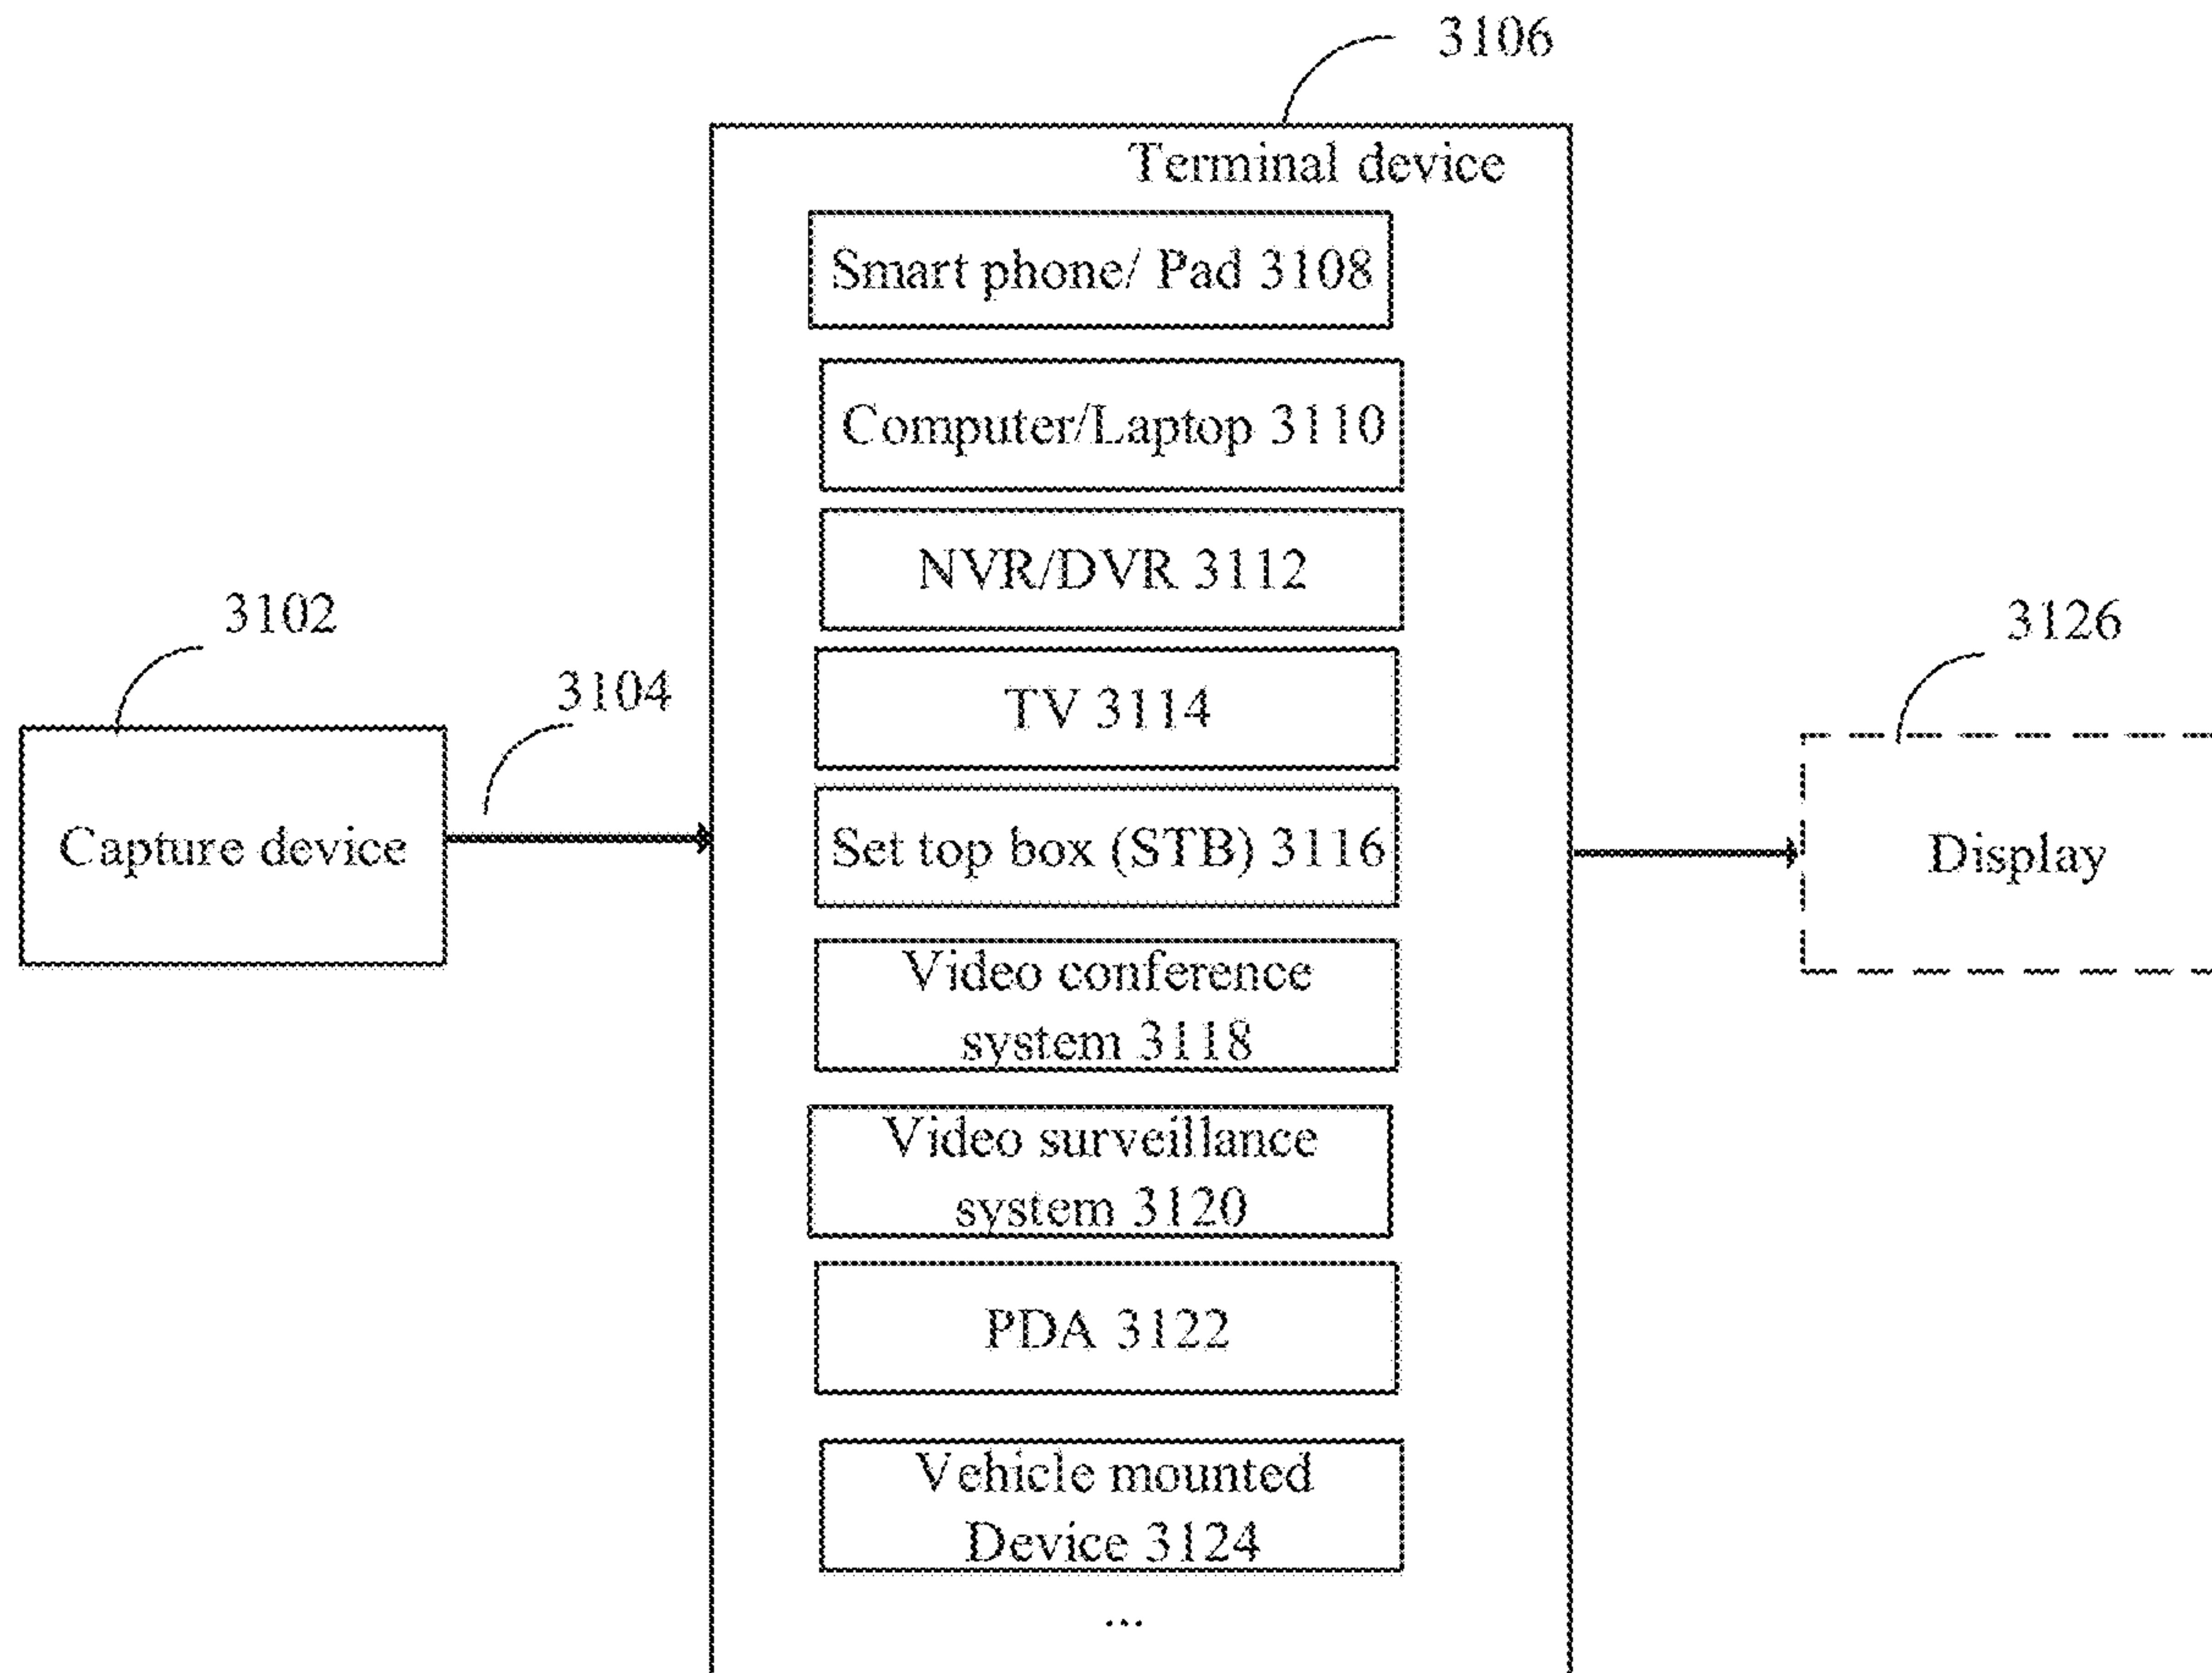 3106
Terminal device
Smart phone/ Pad 3108
Computer/Laptop 3110
NVR/DVR 3112
3102
3126
3104
TV 3114
Capture device
Set top box (STB) 3116
Display
Video conference
system 3118
Video surveillance
system 3120
PDA 3122
Vehicle mounted
Device 3124
...